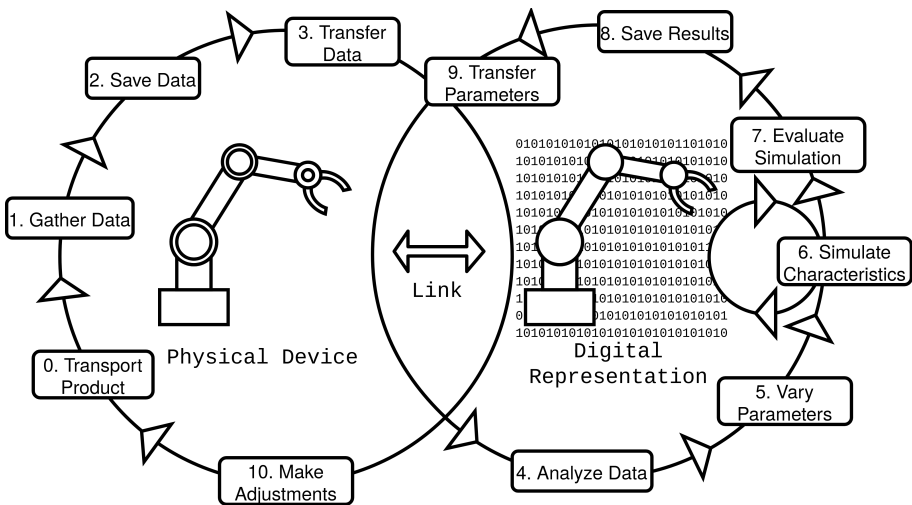 3. Transfer
Data
8. Save Results
2. Save Data
9. Transfer
Parameters
7. Evaluate
Simulation
1. Gather Data
6. Simulate
Characteristics
Link
Physical Device
Digital
Representation
0. Transport
Product
5. Vary
Parameters
10. Make
Adjustments
4. Analyze Data